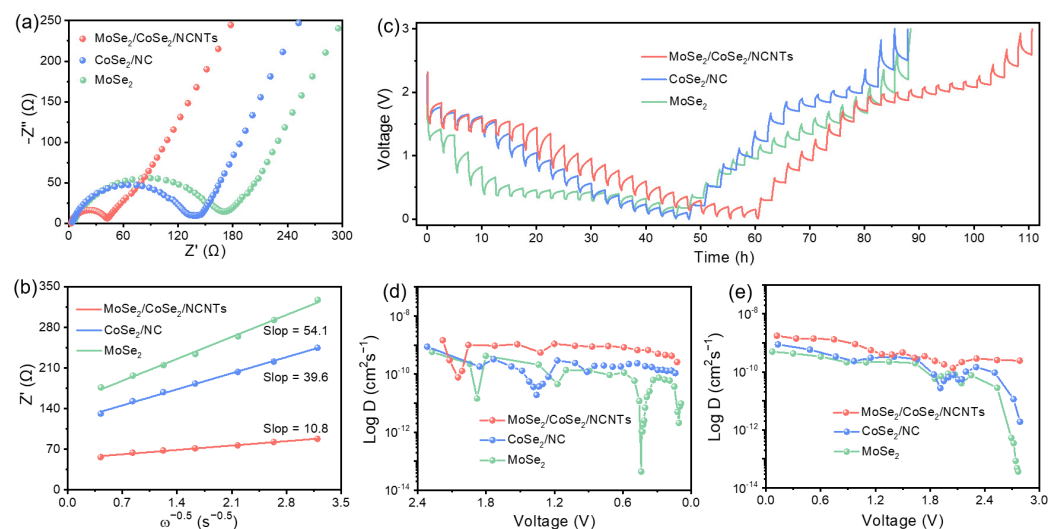 (a)
250
200
150
100
50
0
-Z'' (Ω)
MoSe₂/CoSe₂/NCNTs
CoSe₂/NC
MoSe₂
0 60 120 180 240 300
Z' (Ω)
(b)
350
280
210
140
70
0
Z' (Ω)
MoSe₂/CoSe₂/NCNTs
CoSe₂/NC
MoSe₂
Slop = 54.1
Slop = 39.6
Slop = 10.8
0.0 0.7 1.4 2.1 2.8 3.5
ω⁻⁰·⁵ (s⁻⁰·⁵)
(c)
3
2
1
0
Voltage (V)
MoSe₂/CoSe₂/NCNTs
CoSe₂/NC
MoSe₂
0 10 20 30 40 50 60 70 80 90 100 110
Time (h)
(d)
10⁻⁸
10⁻¹⁰
10⁻¹²
10⁻¹⁴
Log D (cm²s⁻¹)
MoSe₂/CoSe₂/NCNTs
CoSe₂/NC
MoSe₂
2.4 1.8 1.2 0.6 0.0
Voltage (V)
(e)
10⁻⁸
10⁻¹⁰
10⁻¹²
10⁻¹⁴
Log D (cm²s⁻¹)
MoSe₂/CoSe₂/NCNTs
CoSe₂/NC
MoSe₂
0.0 0.6 1.2 1.8 2.4 3.0
Voltage (V)